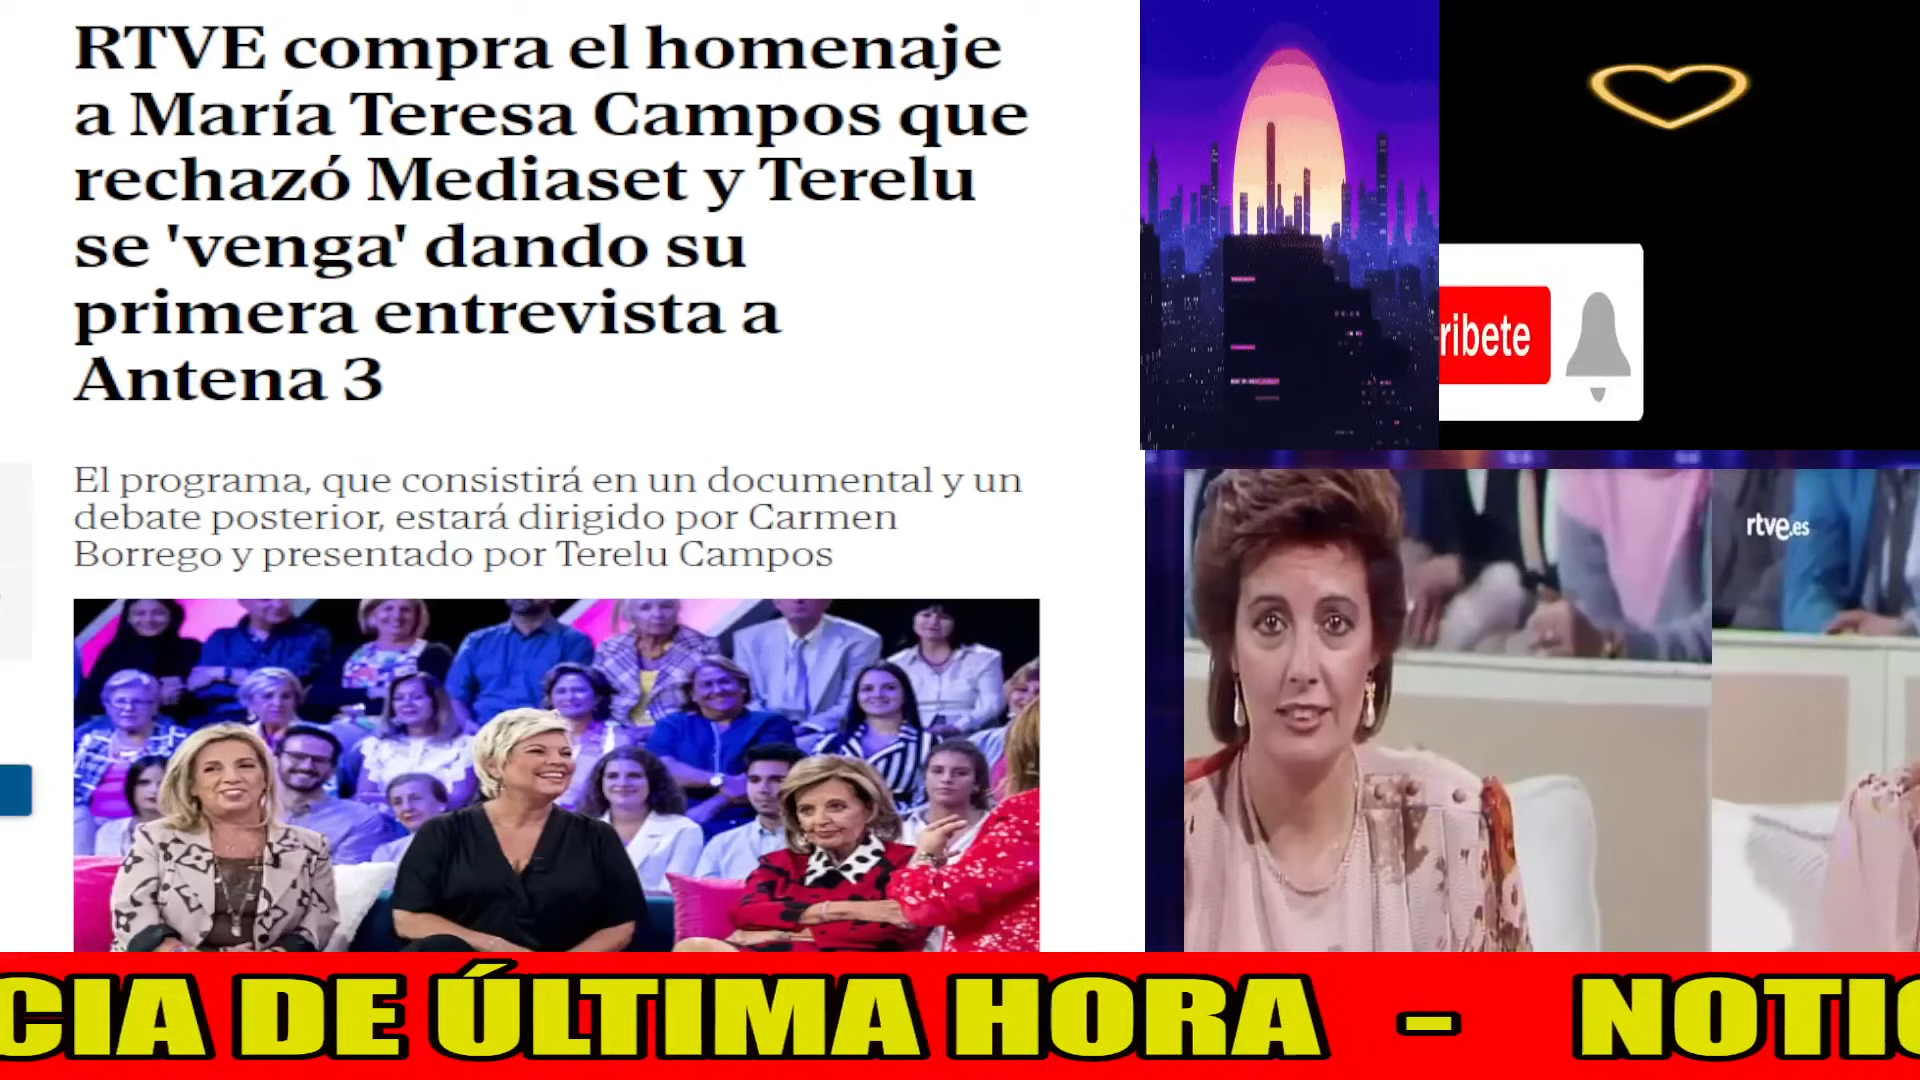 RTVE compra el homenaje
a María Teresa Campos que
rechazó Mediaset y Terelu
se 'venga' dando su
primera entrevista a
Antena 3
El programa, que consistirá en un documental y un
debate posterior, estará dirigido por Carmen
Borrego y presentado por Terelu Campos
ribete
rtve.es
CIA DE ÚLTIMA HORA - NOTIC